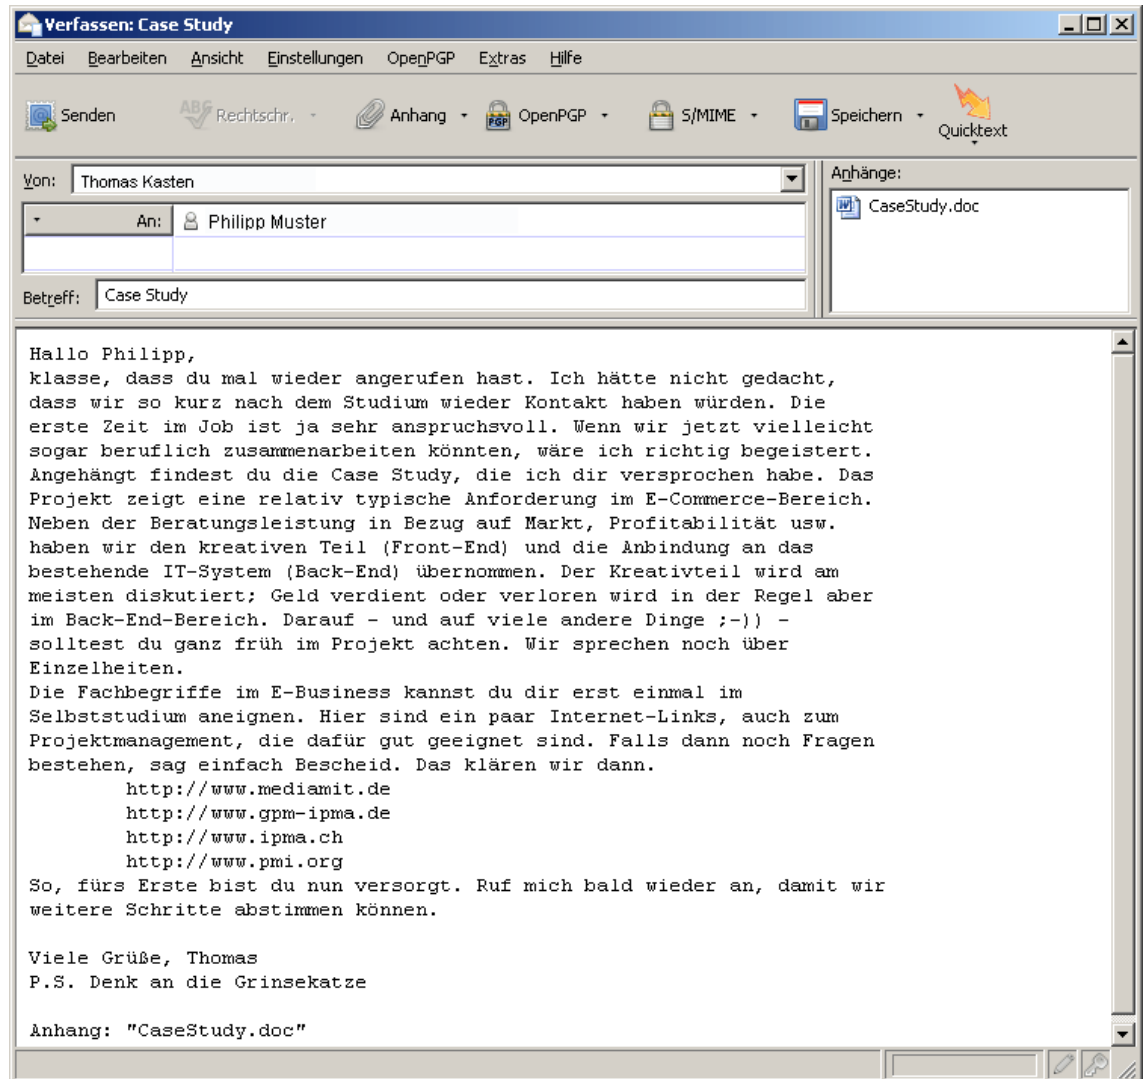 Verfassen: Case Study
Datei Bearbeiten Ansicht Einstellungen OpenPGP Extras Hilfe
Senden ABC Rechtschr. Anhang PGP OpenPGP S/MIME Speichern Quicktext
Von: Thomas Kasten
Anhänge:
An: Philipp Muster
CaseStudy.doc
Betreff: Case Study
Hallo Philipp,
klasse, dass du mal wieder angerufen hast. Ich hätte nicht gedacht,
dass wir so kurz nach dem Studium wieder Kontakt haben würden. Die
erste Zeit im Job ist ja sehr anspruchsvoll. Wenn wir jetzt vielleicht
sogar beruflich zusammenarbeiten könnten, wäre ich richtig begeistert.
Angehängt findest du die Case Study, die ich dir versprochen habe. Das
Projekt zeigt eine relativ typische Anforderung im E-Commerce-Bereich.
Neben der Beratungsleistung in Bezug auf Markt, Profitabilität usw.
haben wir den kreativen Teil (Front-End) und die Anbindung an das
bestehende IT-System (Back-End) übernommen. Der Kreativteil wird am
meisten diskutiert; Geld verdient oder verloren wird in der Regel aber
im Back-End-Bereich. Darauf - und auf viele andere Dinge ;-)) -
solltest du ganz früh im Projekt achten. Wir sprechen noch über
Einzelheiten.
Die Fachbegriffe im E-Business kannst du dir erst einmal im
Selbststudium aneignen. Hier sind ein paar Internet-Links, auch zum
Projektmanagement, die dafür gut geeignet sind. Falls dann noch Fragen
bestehen, sag einfach Bescheid. Das klären wir dann.
http://www.mediamit.de
http://www.gpm-ipma.de
http://www.ipma.ch
http://www.pmi.org
So, fürs Erste bist du nun versorgt. Ruf mich bald wieder an, damit wir
weitere Schritte abstimmen können.
Viele Grüße, Thomas
P.S. Denk an die Grinsekatze
Anhang: "CaseStudy.doc"